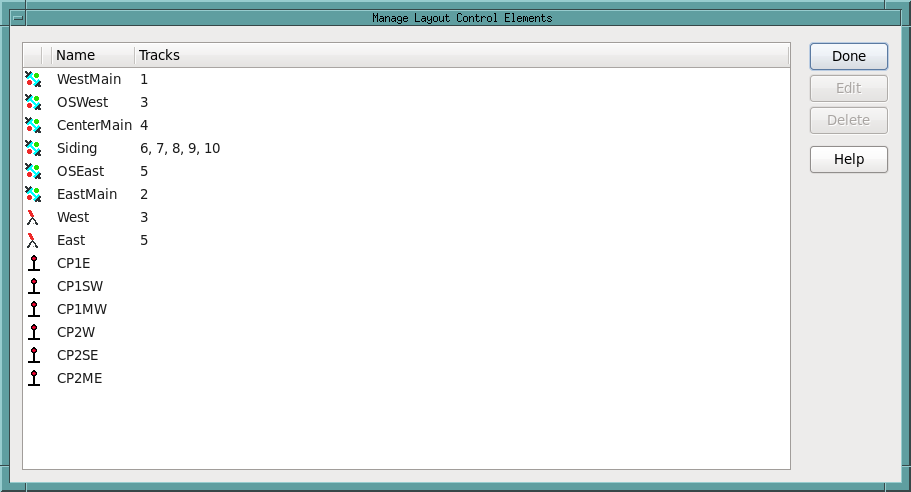 Manage Layout Control Elements
Name Tracks
WestMain 1
OSWest 3
CenterMain 4
Siding 6, 7, 8, 9, 10
OSEast 5
EastMain 2
West 3
East 5
CP1E
CP1SW
CP1MW
CP2W
CP2SE
CP2ME
Done
Edit
Delete
Help